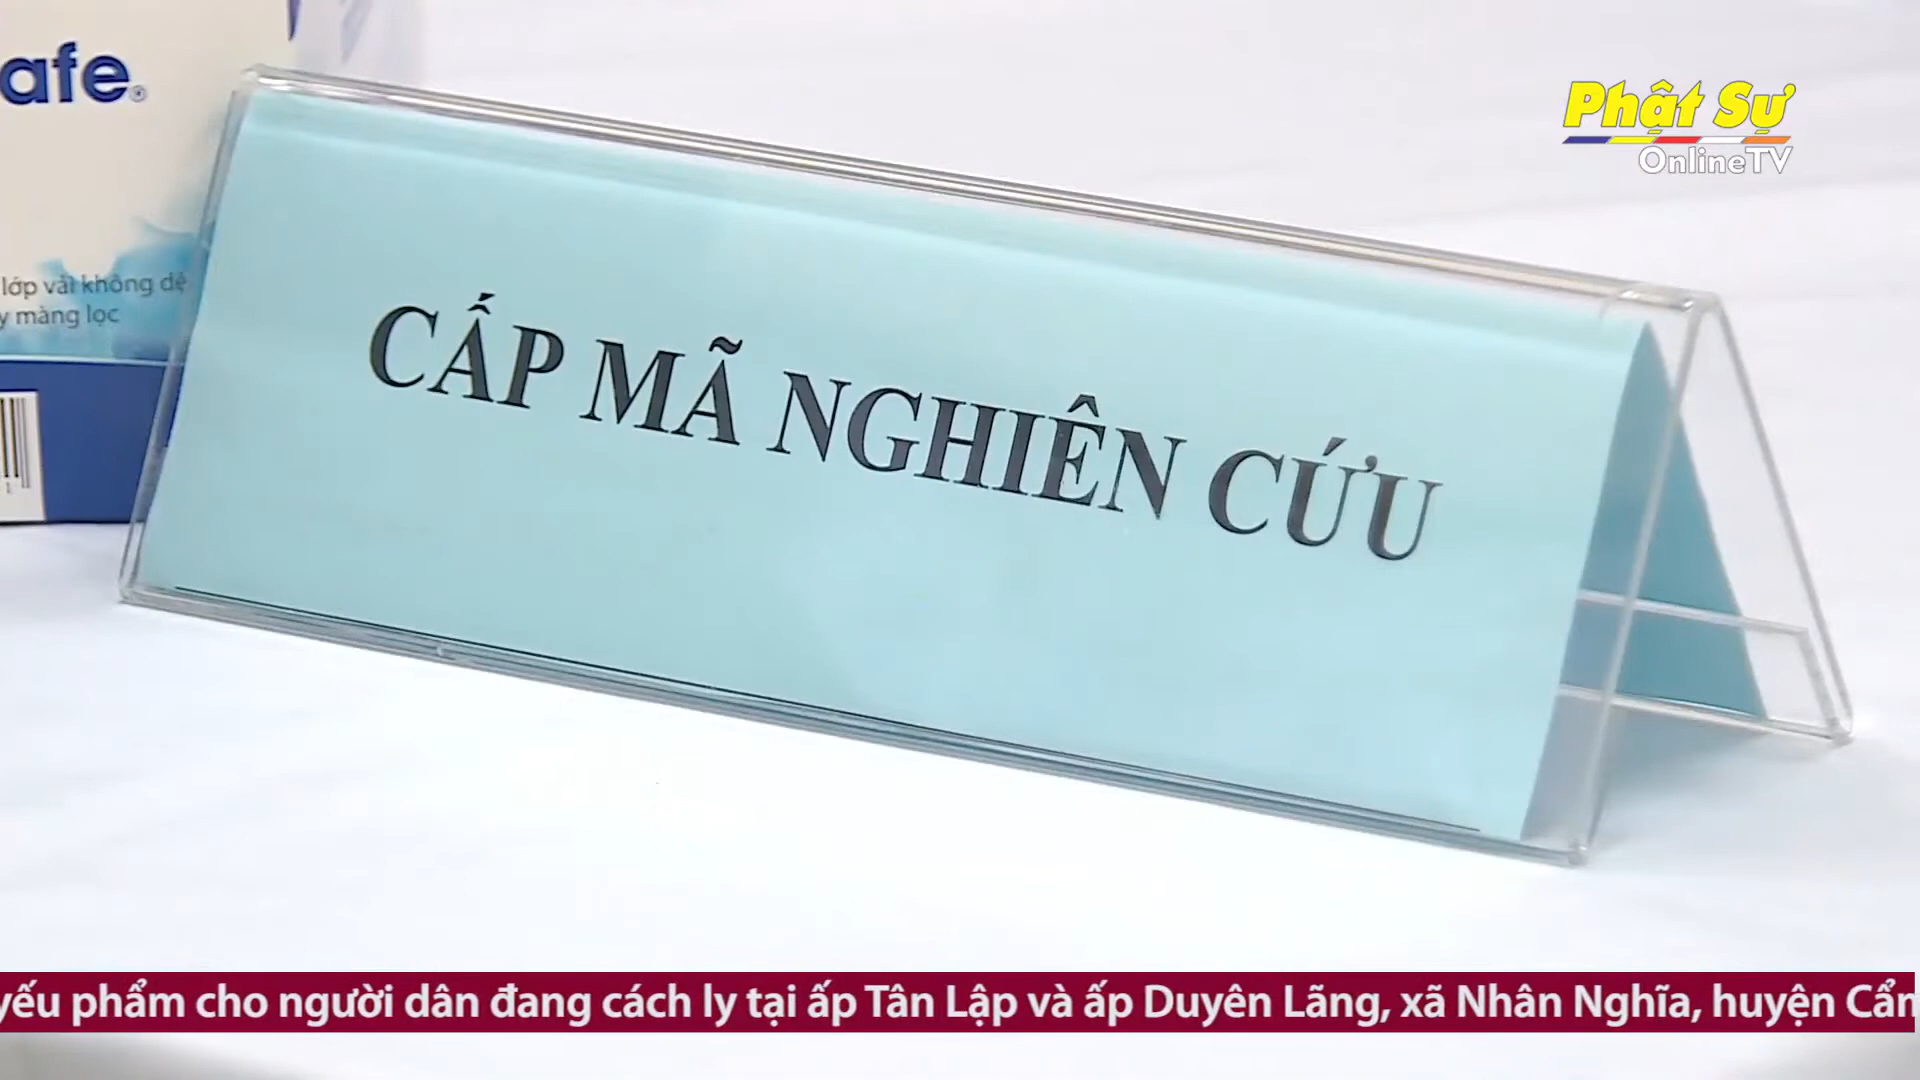 afe®
Phật Sự
OnlineTV
lớp vải không dệ
y màng lọc
CẤP MÃ NGHIÊN CỨU
yếu phẩm cho người dân đang cách ly tại ấp Tân Lập và ấp Duyên Lãng, xã Nhân Nghĩa, huyện Cẩm